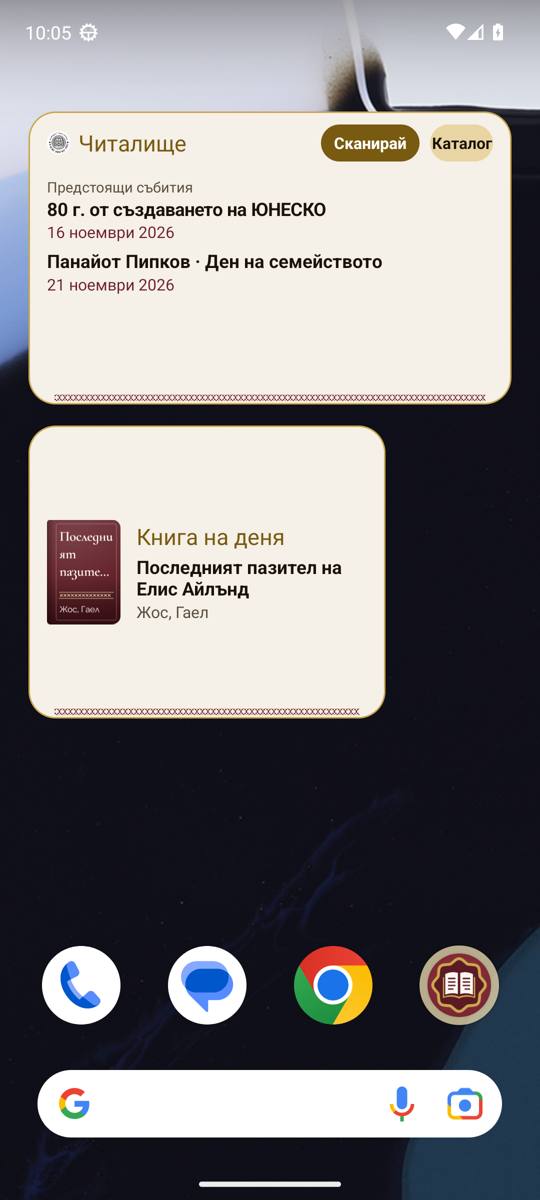 10:05
Читалище
Сканирай
Каталог
Предстоящи събития
80 г. от създаването на ЮНЕСКО
16 ноември 2026
Панайот Пипков · Ден на семейството
21 ноември 2026
Последни
ят
пазите...
Жос, Гаел
Книга на деня
Последният пазител на
Елис Айлънд
Жос, Гаел